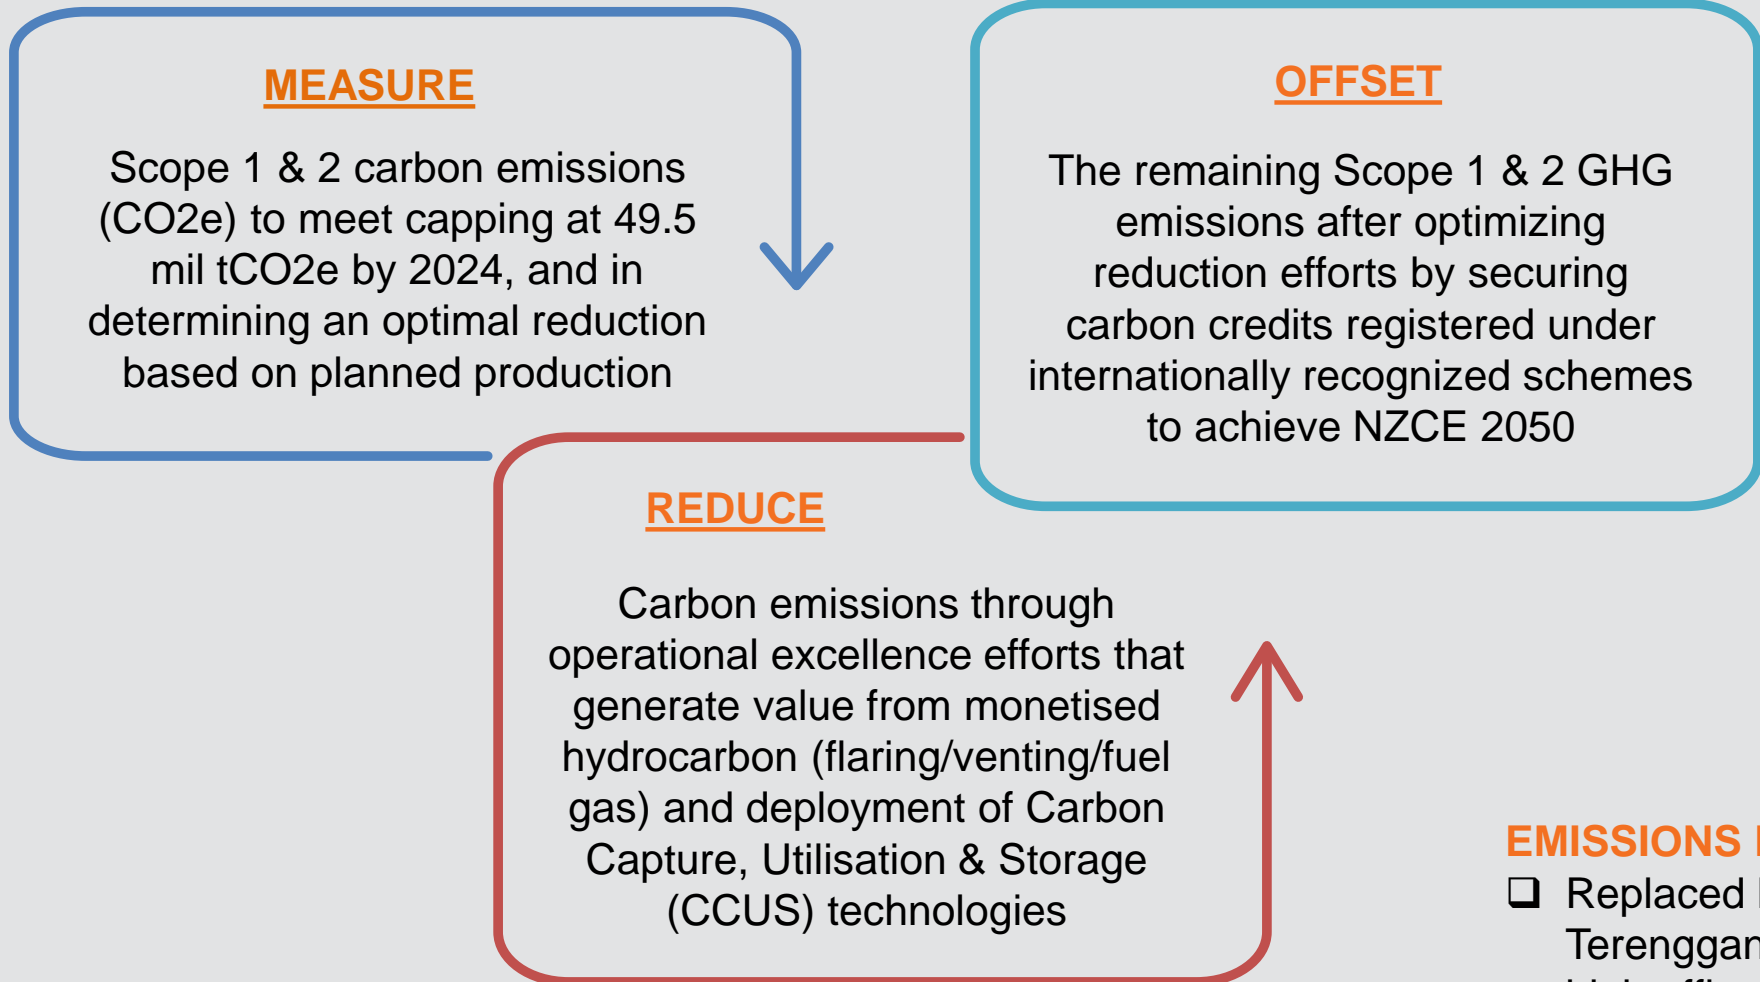 MEASURE
Scope 1 & 2 carbon emissions
(CO2e) to meet capping at 49.5
mil tCO2e by 2024, and in
determining an optimal reduction
based on planned production
OFFSET
The remaining Scope 1 & 2 GHG
emissions after optimizing
reduction efforts by securing
carbon credits registered under
internationally recognized schemes
to achieve NZCE 2050
REDUCE
Carbon emissions through
operational excellence efforts that
generate value from monetised
hydrocarbon (flaring/venting/fuel
gas) and deployment of Carbon
Capture, Utilisation & Storage
(CCUS) technologies
EMISSIONS
Replaced